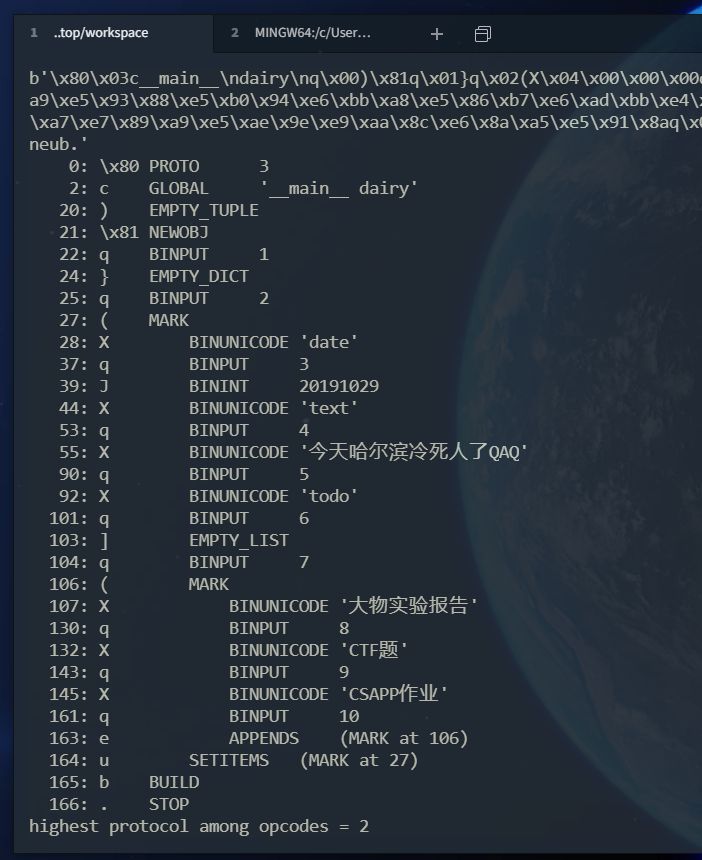 1 ..top/workspace 2 MINGW64:/c/User...
b'\x80\x03c__main__\ndairy\nq\x00)\x81q\x01}q\x02(X\x04\x00\x00\x00
a9\xe5\x93\x88\xe5\xb0\x94\xe6\xbb\xa8\xe5\x86\xb7\xe6\xad\xbb\xe4\
\xa7\xe7\x89\xa9\xe5\xae\x9e\xe9\xaa\x8c\xe6\x8a\xa5\xe5\x91\x8aq\x
neub.'
0: \x80 PROTO 3
2: c GLOBAL '__main__ dairy'
20: ) EMPTY_TUPLE
21: \x81 NEWOBJ
22: q BINPUT 1
24: } EMPTY_DICT
25: q BINPUT 2
27: ( MARK
28: X BINUNICODE 'date'
37: q BINPUT 3
39: J BININT 20191029
44: X BINUNICODE 'text'
53: q BINPUT 4
55: X BINUNICODE '今天哈尔滨冷死人了QAQ'
90: q BINPUT 5
92: X BINUNICODE 'todo'
101: q BINPUT 6
103: ] EMPTY_LIST
104: q BINPUT 7
106: ( MARK
107: X BINUNICODE '大物实验报告'
130: q BINPUT 8
132: X BINUNICODE 'CTF题'
143: q BINPUT 9
145: X BINUNICODE 'CSAPP作业'
161: q BINPUT 10
163: e APPENDS (MARK at 106)
164: u SETITEMS (MARK at 27)
165: b BUILD
166: . STOP
highest protocol among opcodes = 2